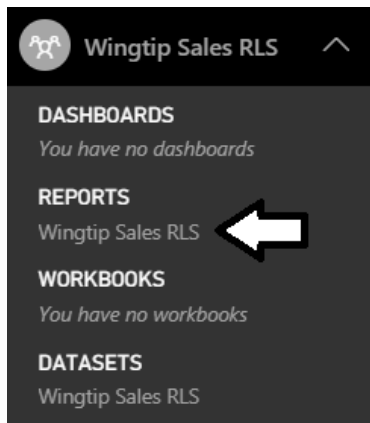 Wingtip Sales RLS
DASHBOARDS
You have no dashboards
REPORTS
Wingtip Sales RLS
WORKBOOKS
You have no workbooks
DATASETS
Wingtip Sales RLS